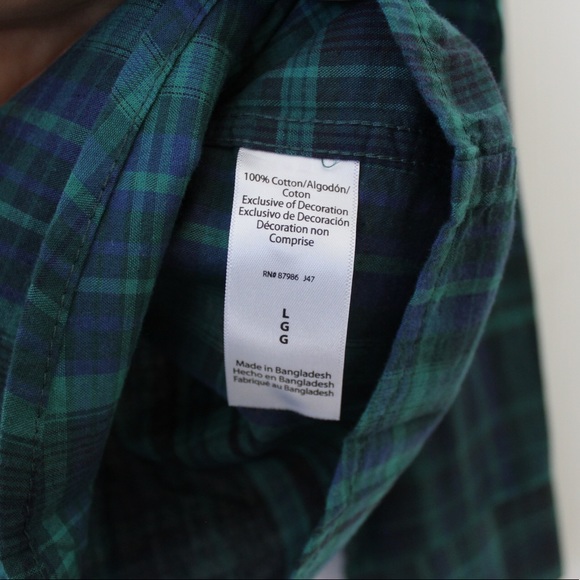 100% Cotton/Algodón/
Coton
Exclusive of Decoration
Exclusivo de Decoración
Décoration non
Comprise
RN# 87986 J47
L
G
G
Made in Bangladesh
Hecho en Bangladesh
Fabriqué au Bangladesh